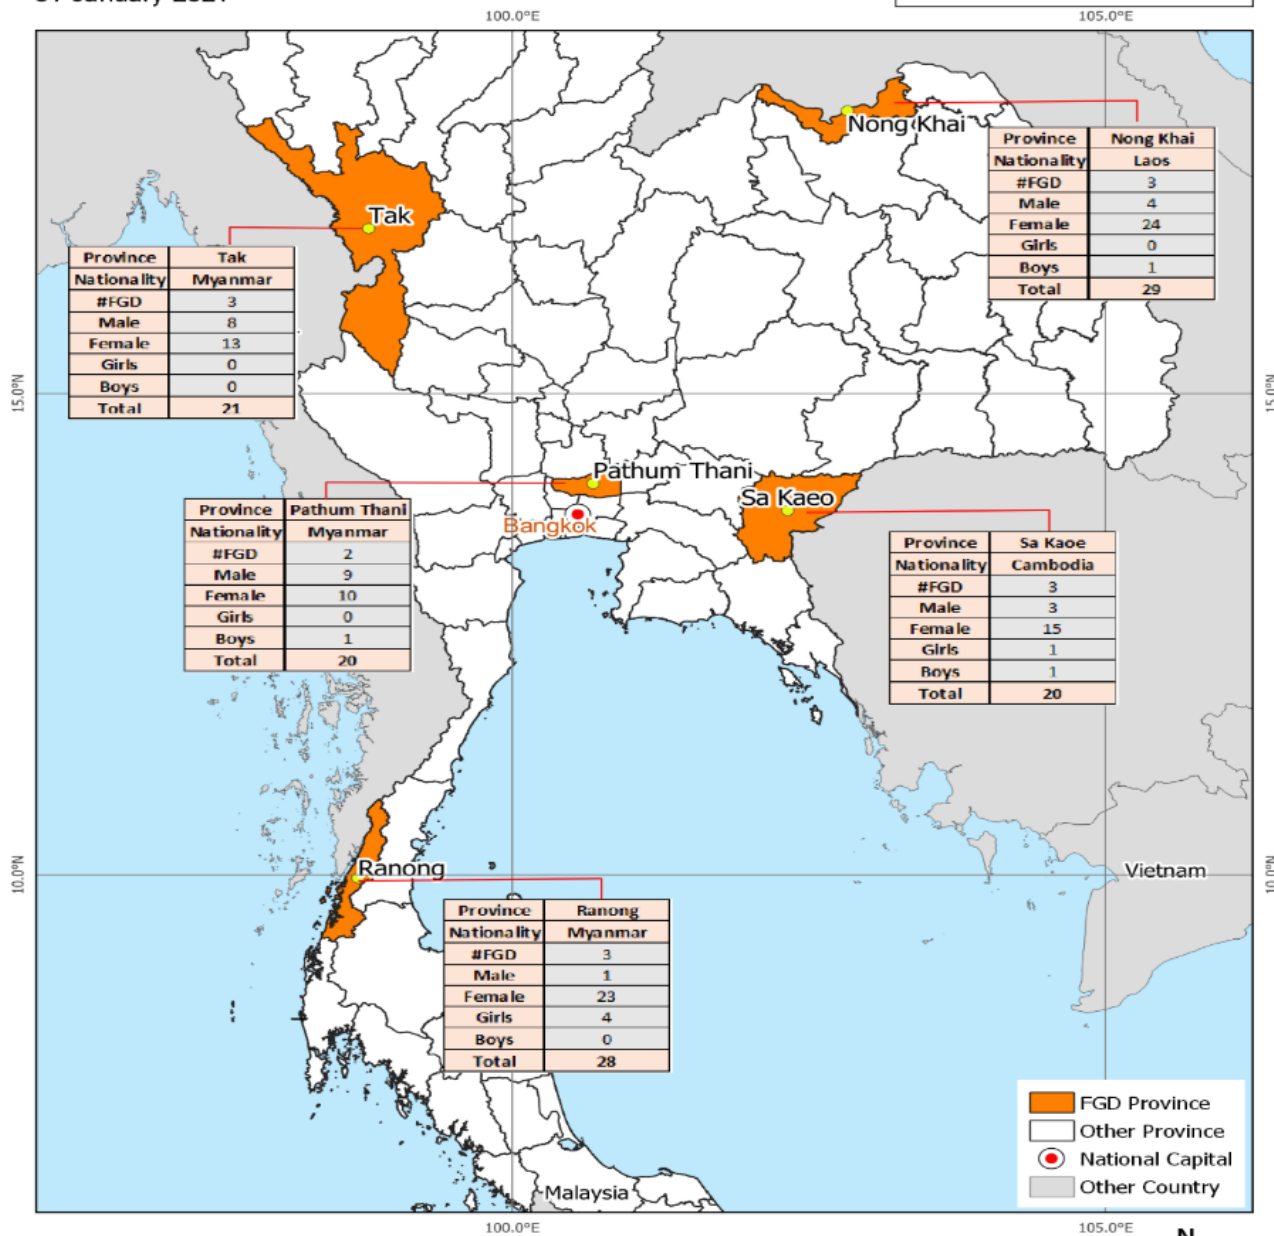 100.0°E 105.0°E
Nong Khai
Province Nong Khai
Nationality Laos
#FGD 3
Male 4
Female 24
Girls 0
Boys 1
Total 29
Tak
Province Tak
Nationality Myanmar
#FGD 3
Male 8
Female 13
Girls 0
Boys 0
Total 21
15.0°N 15.0°N
Pathum Thani
Sa Kaeo
Bangkok
Province Pathum Thani
Nationality Myanmar
#FGD 2
Male 9
Female 10
Girls 0
Boys 1
Total 20
Province Sa Kaoe
Nationality Cambodia
#FGD 3
Male 3
Female 15
Girls 1
Boys 1
Total 20
10.0°N 10.0°N
Ranong
Vietnam
Province Ranong
Nationality Myanmar
#FGD 3
Male 1
Female 23
Girls 4
Boys 0
Total 28
FGD Province
Other Province
National Capital
Other Country
Malaysia
100.0°E 105.0°E
N